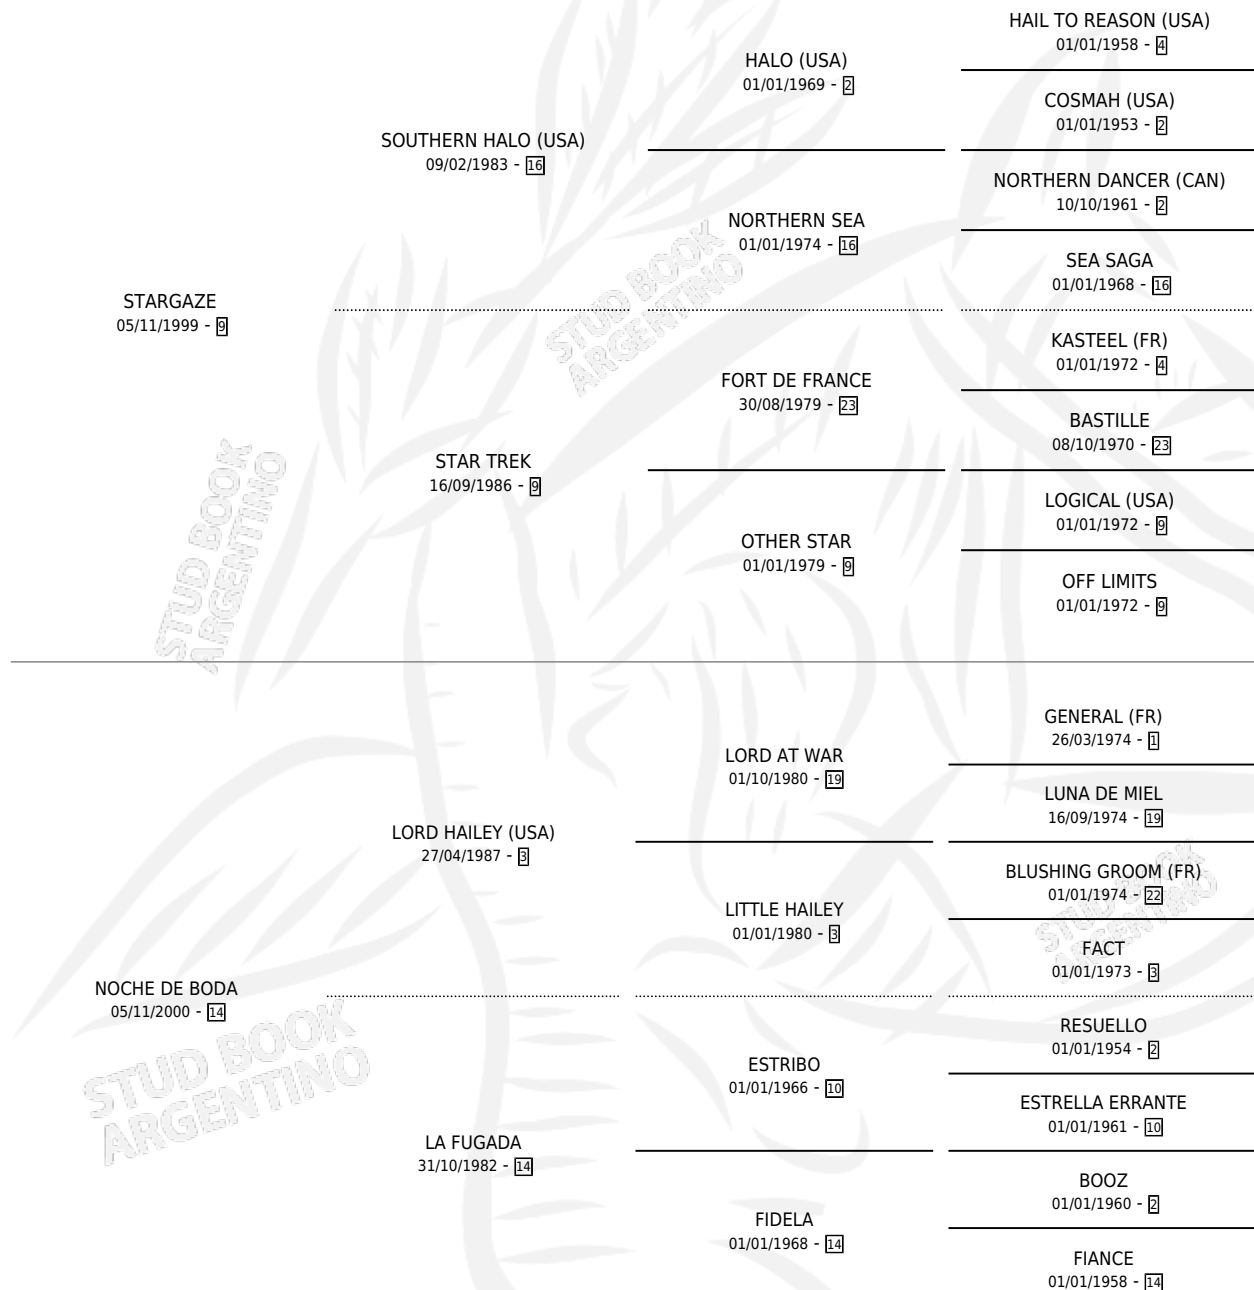 HAIL TO REASON (USA)
01/01/1958 - 4
HALO (USA)
01/01/1969 - 2
COSMAH (USA)
01/01/1953 - 2
SOUTHERN HALO (USA)
09/02/1983 - 16
NORTHERN DANCER (CAN)
10/10/1961 - 2
NORTHERN SEA
01/01/1974 - 16
SEA SAGA
01/01/1968 - 16
STARGAZE
05/11/1999 - 9
KASTEEL (FR)
01/01/1972 - 4
FORT DE FRANCE
30/08/1979 - 23
BASTILLE
08/10/1970 - 23
STAR TREK
16/09/1986 - 9
LOGICAL (USA)
01/01/1972 - 9
OTHER STAR
01/01/1979 - 9
OFF LIMITS
01/01/1972 - 9
GENERAL (FR)
26/03/1974 - 1
LORD AT WAR
01/10/1980 - 19
LUNA DE MIEL
16/09/1974 - 19
LORD HAILEY (USA)
27/04/1987 - 3
BLUSHING GROOM (FR)
01/01/1974 - 22
LITTLE HAILEY
01/01/1980 - 3
FACT
01/01/1973 - 3
NOCHE DE BODA
05/11/2000 - 14
RESUELLO
01/01/1954 - 2
ESTRIBO
01/01/1966 - 10
ESTRELLA ERRANTE
01/01/1961 - 10
LA FUGADA
31/10/1982 - 14
BOOZ
01/01/1960 - 2
FIDELA
01/01/1968 - 14
FIANCE
01/01/1958 - 14
STUD BOOK
ARGENTINO
STUD BOOK
ARGENTINO
STUD BOOK
ARGENTINO
STUD BOOK
ARGENTINO